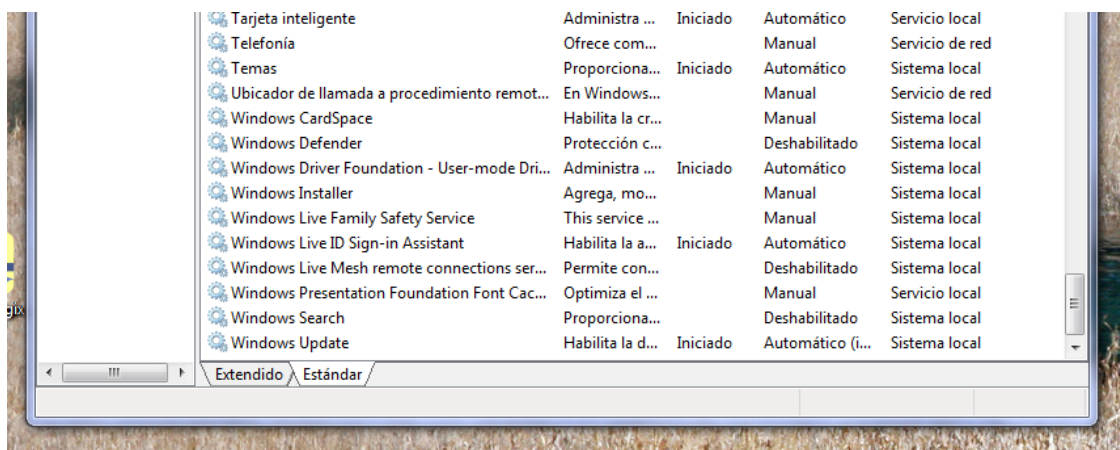 Tarjeta inteligente Administra ... Iniciado Automático Servicio local
Telefonía Ofrece com... Manual Servicio de red
Temas Proporciona... Iniciado Automático Sistema local
Ubicador de llamada a procedimiento remot... En Windows... Manual Servicio de red
Windows CardSpace Habilita la cr... Manual Sistema local
Windows Defender Protección c... Deshabilitado Sistema local
Windows Driver Foundation - User-mode Dri... Administra ... Iniciado Automático Sistema local
Windows Installer Agrega, mo... Manual Sistema local
Windows Live Family Safety Service This service ... Manual Sistema local
Windows Live ID Sign-in Assistant Habilita la a... Iniciado Automático Sistema local
Windows Live Mesh remote connections ser... Permite con... Deshabilitado Sistema local
Windows Presentation Foundation Font Cac... Optimiza el ... Manual Servicio local
Windows Search Proporciona... Deshabilitado Sistema local
Windows Update Habilita la d... Iniciado Automático (i... Sistema local
Extendido Estándar